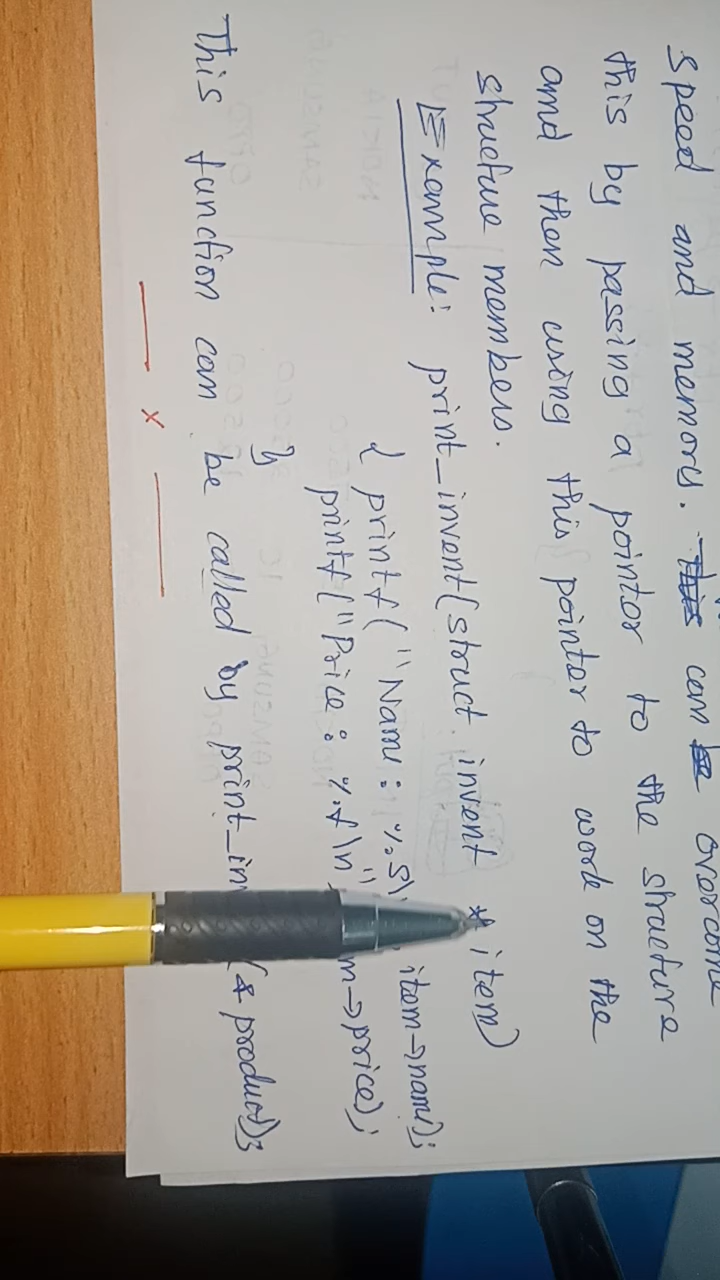 speed and memory. This can be overcome
this by passing a pointer to the structure
and then using this pointer to work on the
structure members.
Example: print_invent(struct invent *item)
{ printf("Name: %s\ item→name);
printf("Price: %f\n" m→price);
}
This function can be called by print_in (& product);
— x —